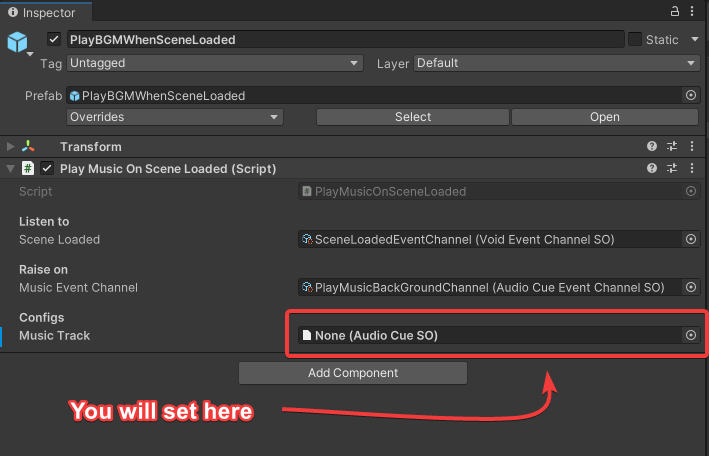 Inspector
PlayBGMWhenSceneLoaded Static
Tag Untagged Layer Default
Prefab PlayBGMWhenSceneLoaded
Overrides Select Open
Transform
# Play Music On Scene Loaded (Script)
Script # PlayMusicOnSceneLoaded
Listen to
Scene Loaded SceneLoadedEventChannel (Void Event Channel SO)
Raise on
Music Event Channel PlayMusicBackGroundChannel (Audio Cue Event Channel SO)
Configs
Music Track None (Audio Cue SO)
Add Component
You will set here